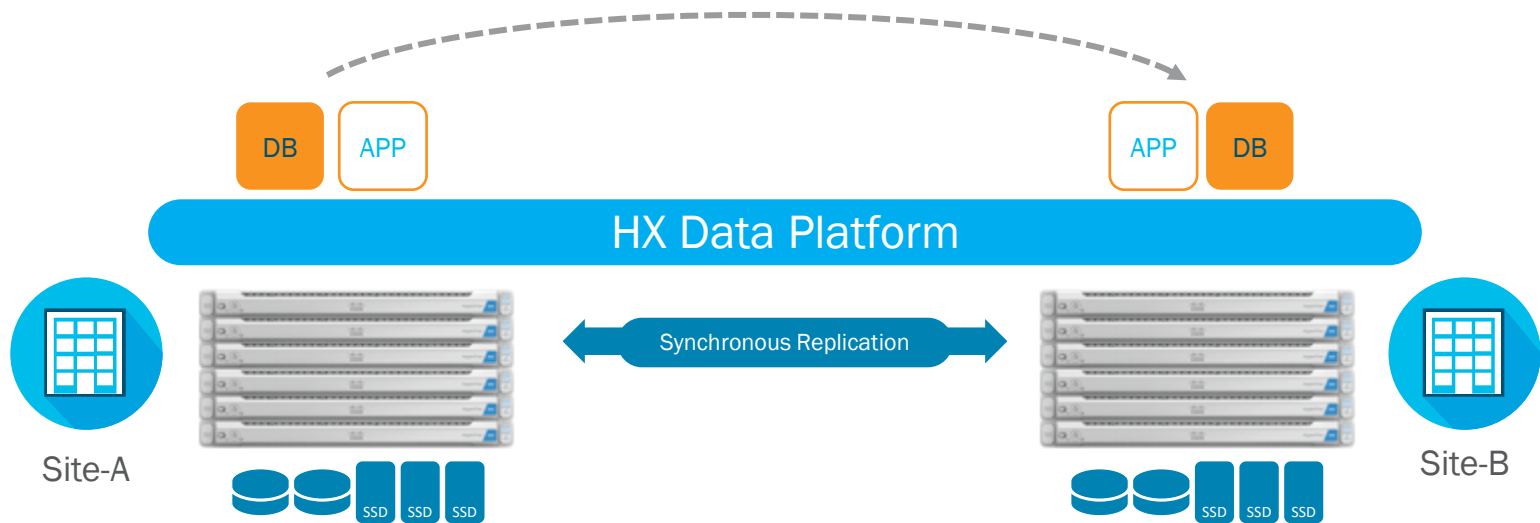 DB
APP
APP
DB
HX Data Platform
Synchronous Replication
Site-A
Site-B
SSD
SSD
SSD
SSD
SSD
SSD